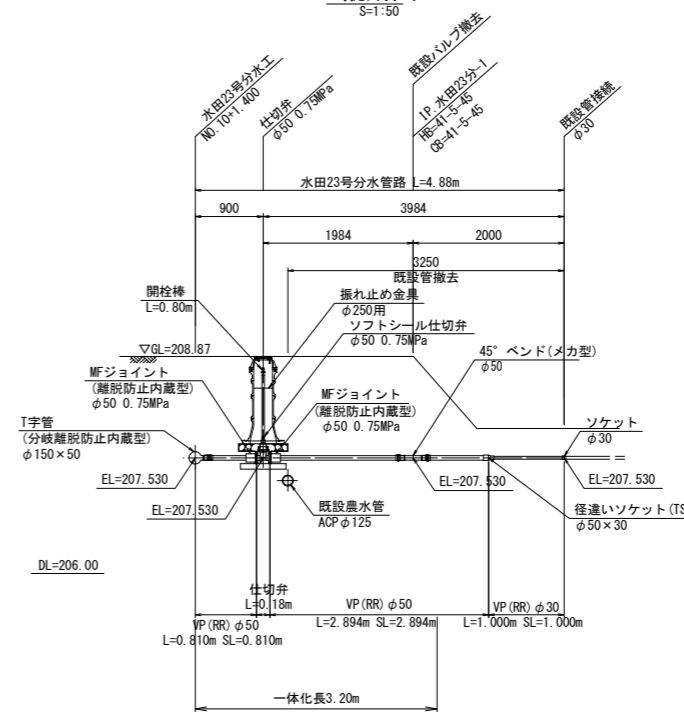 S=1:50
水田23号分水工
NO.10+1.400
仕切弁
φ50 0.75MPa
既設バルブ撤去
IP.水田23分-1
HB=41-5-45
CB=41-5-45
既設管接続
φ30
水田23号分水管路 L=4.88m
900
3984
1984
2000
3250
既設管撤去
開栓棒
L=0.80m
振れ止め金具
φ250用
ソフトシール仕切弁
φ50 0.75MPa
▽GL=208.87
45° ベンド(メカ型)
φ50
MFジョイント
(離脱防止内蔵型)
φ50 0.75MPa
MFジョイント
(離脱防止内蔵型)
φ50 0.75MPa
T字管
(分岐離脱防止内蔵型)
φ150×50
ソケット
φ30
EL=207.530
EL=207.530
EL=207.530
EL=207.530
既設農水管
ACPφ125
径違いソケット(TS
φ50×30
DL=206.00
仕切弁
L=0.18m
VP(RR)φ50
L=0.810m SL=0.810m
VP(RR)φ50
L=2.894m SL=2.894m
VP(RR)φ30
L=1.000m SL=1.000m
一体化長3.20m